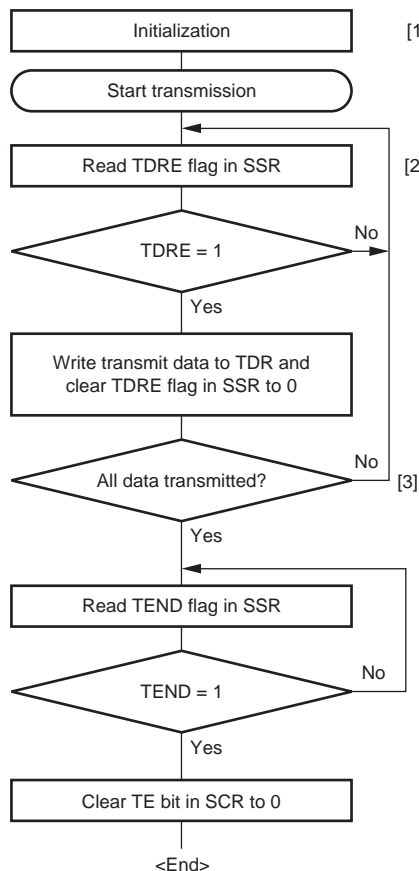 Initialization [1
Start transmission
Read TDRE flag in SSR [2
No
TDRE = 1
Yes
Write transmit data to TDR and
clear TDRE flag in SSR to 0
No
All data transmitted? [3]
Yes
Read TEND flag in SSR
No
TEND = 1
Yes
Clear TE bit in SCR to 0
<End>